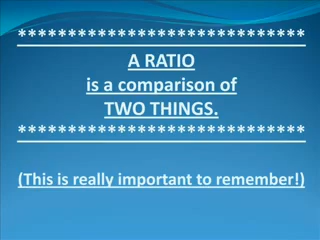 *****************************
A RATIO
is a comparison of
TWO THINGS.
*****************************
(This is really important to remember!)